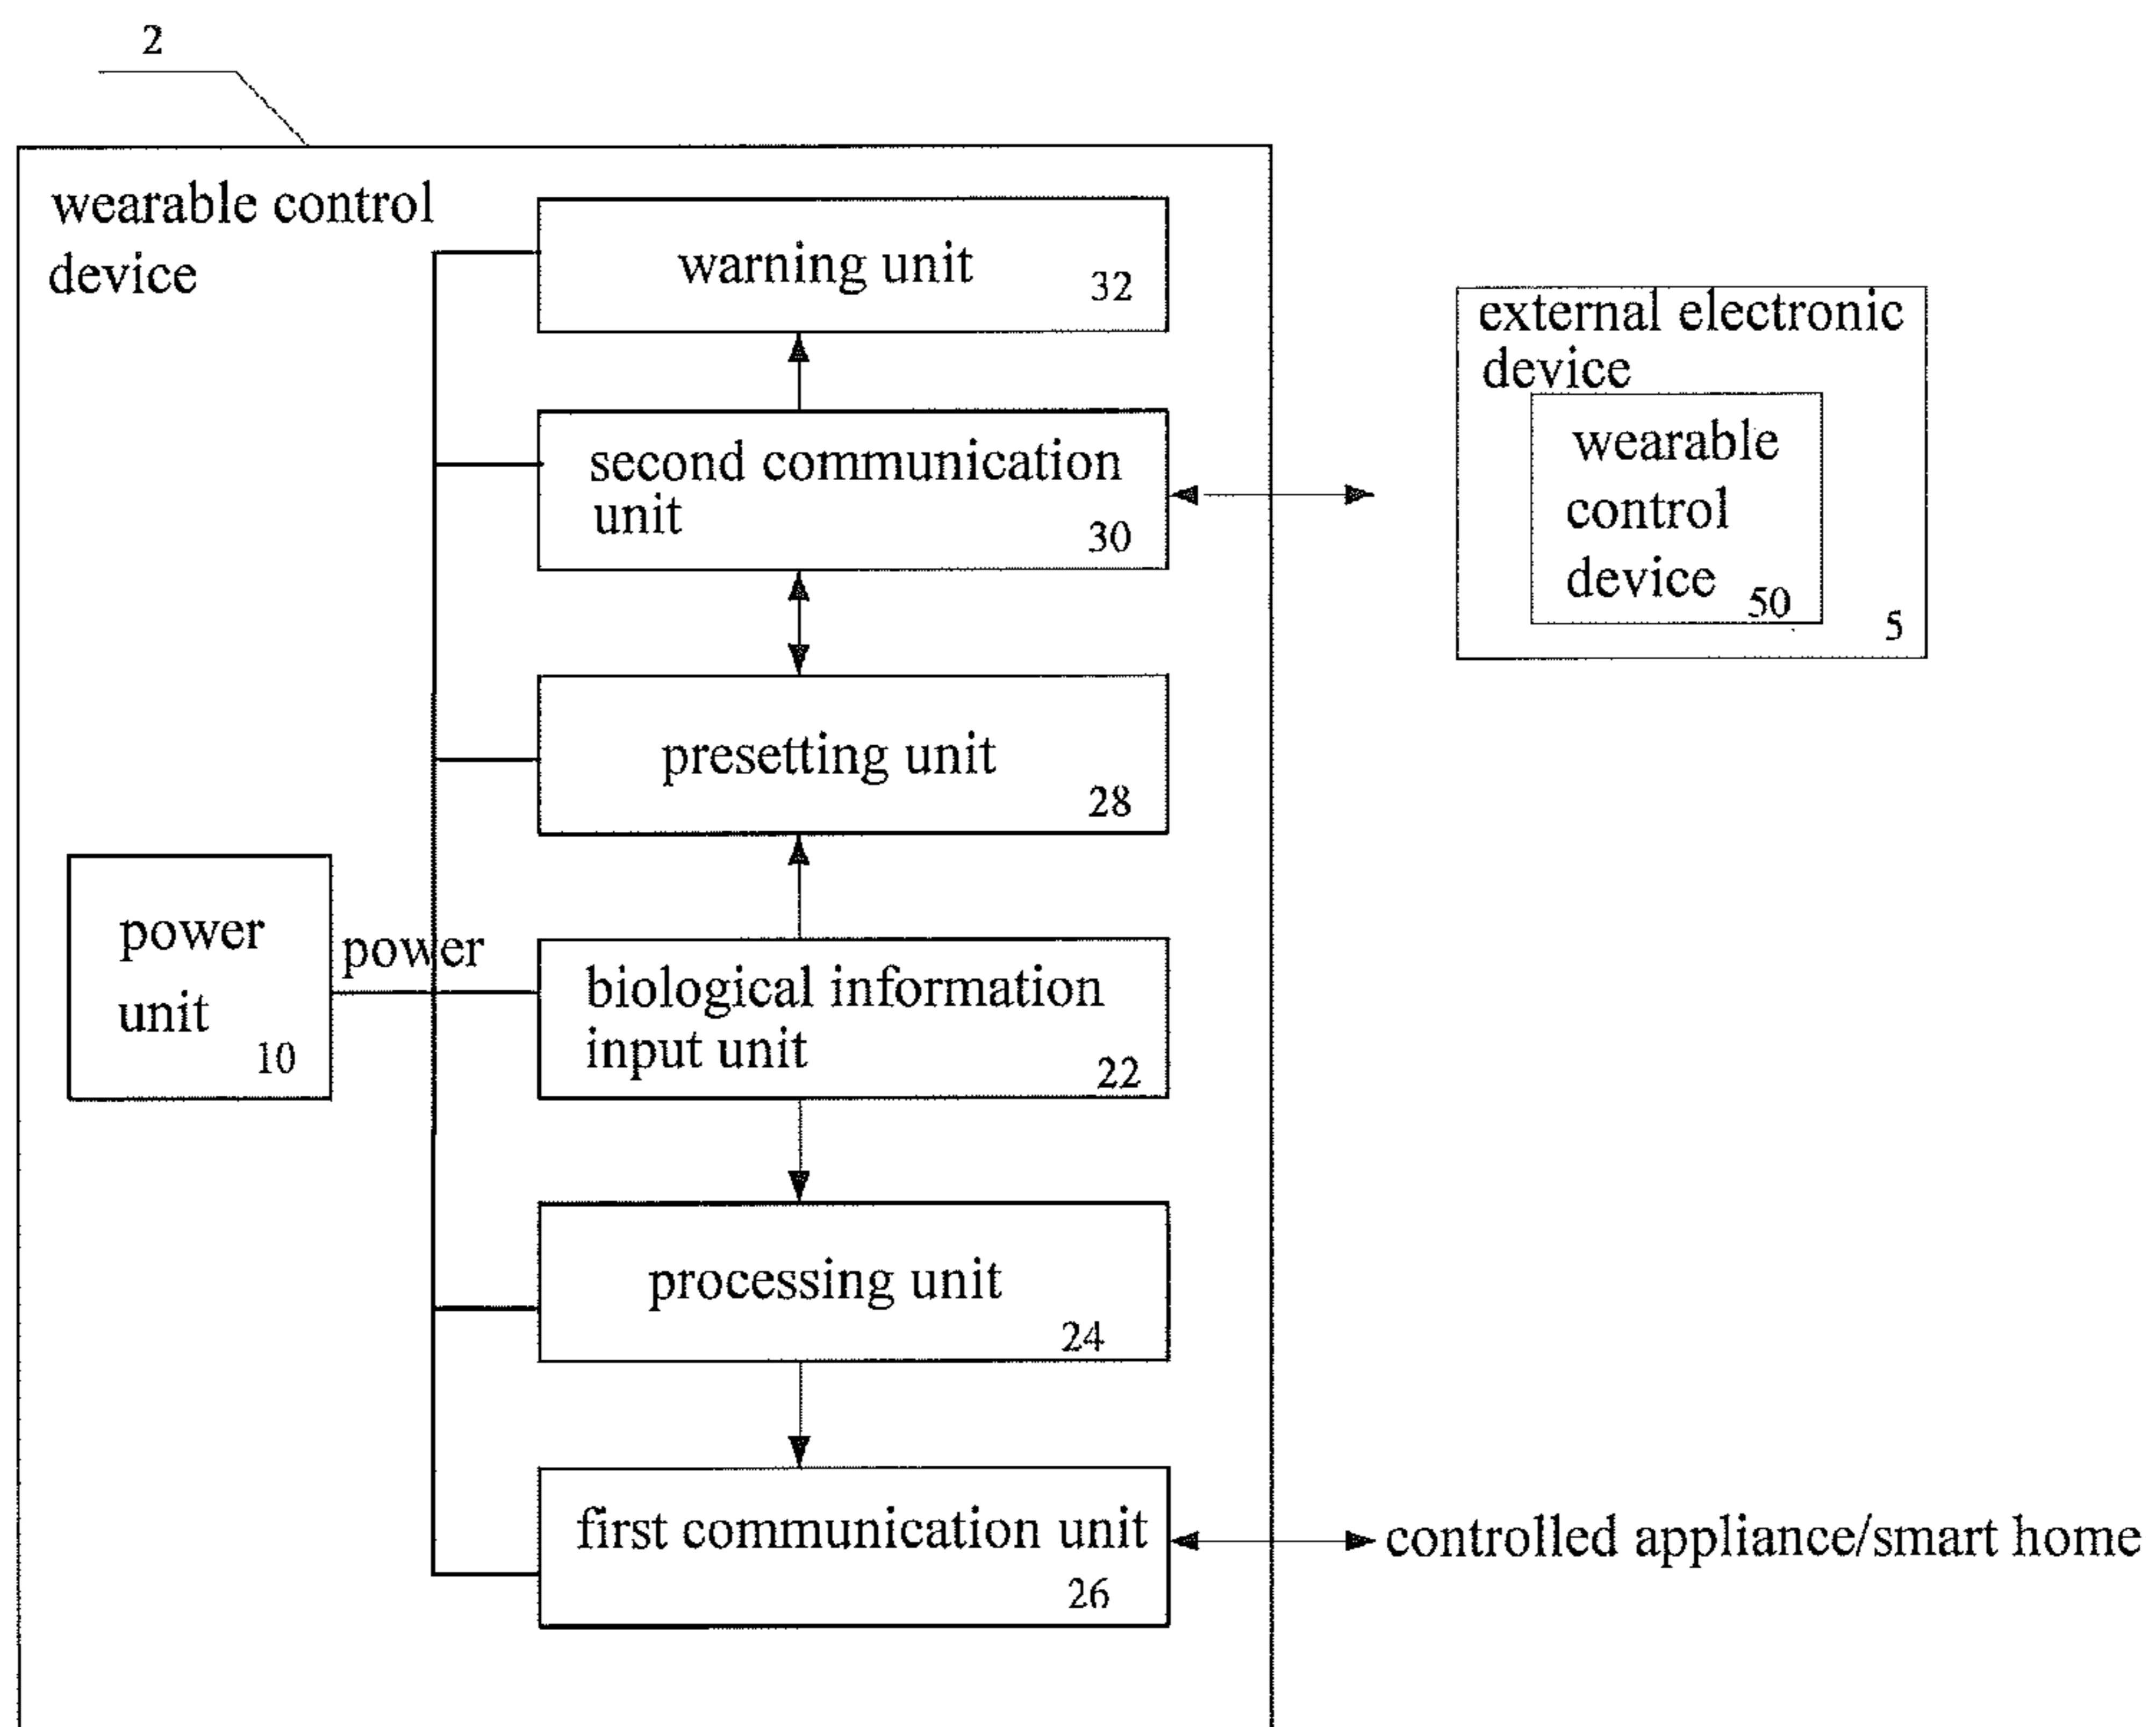 2
wearable control
device
warning unit
32
second communication
unit
30
external electronic
device
wearable
control
device
50
5
presetting unit
28
power
unit
10
power
biological information
input unit
22
processing unit
24
first communication unit
26
controlled appliance/smart home